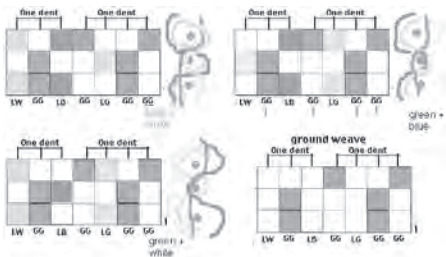 One dent One dent
LW GG LB GG LG GG GG
One dent One dent
LW GG LB GG LG GG GG
green +
blue
One dent One dent
LW GG LB GG LG GG GG
green +
white
ground weave
One dent One dent
LW GG LB GG LG GG GG